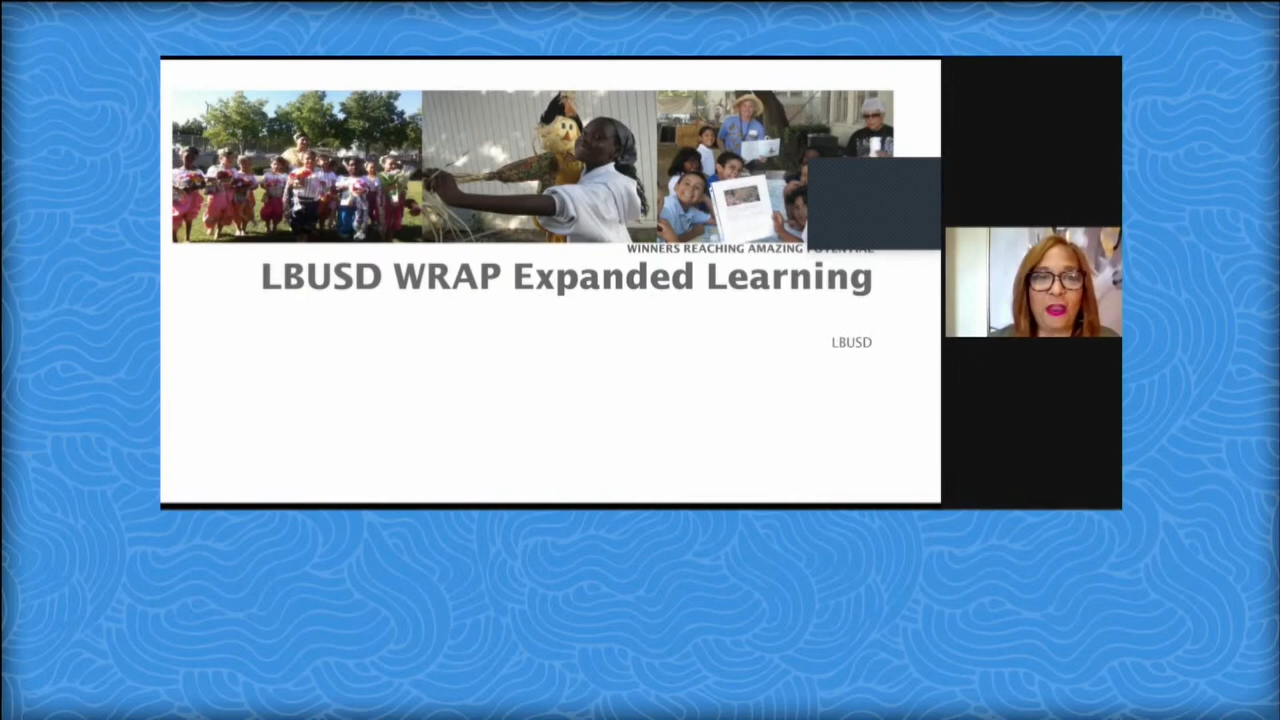 WINNERS REACHING AMAZING POTENTIAL
LBUSD WRAP Expanded Learning
LBUSD